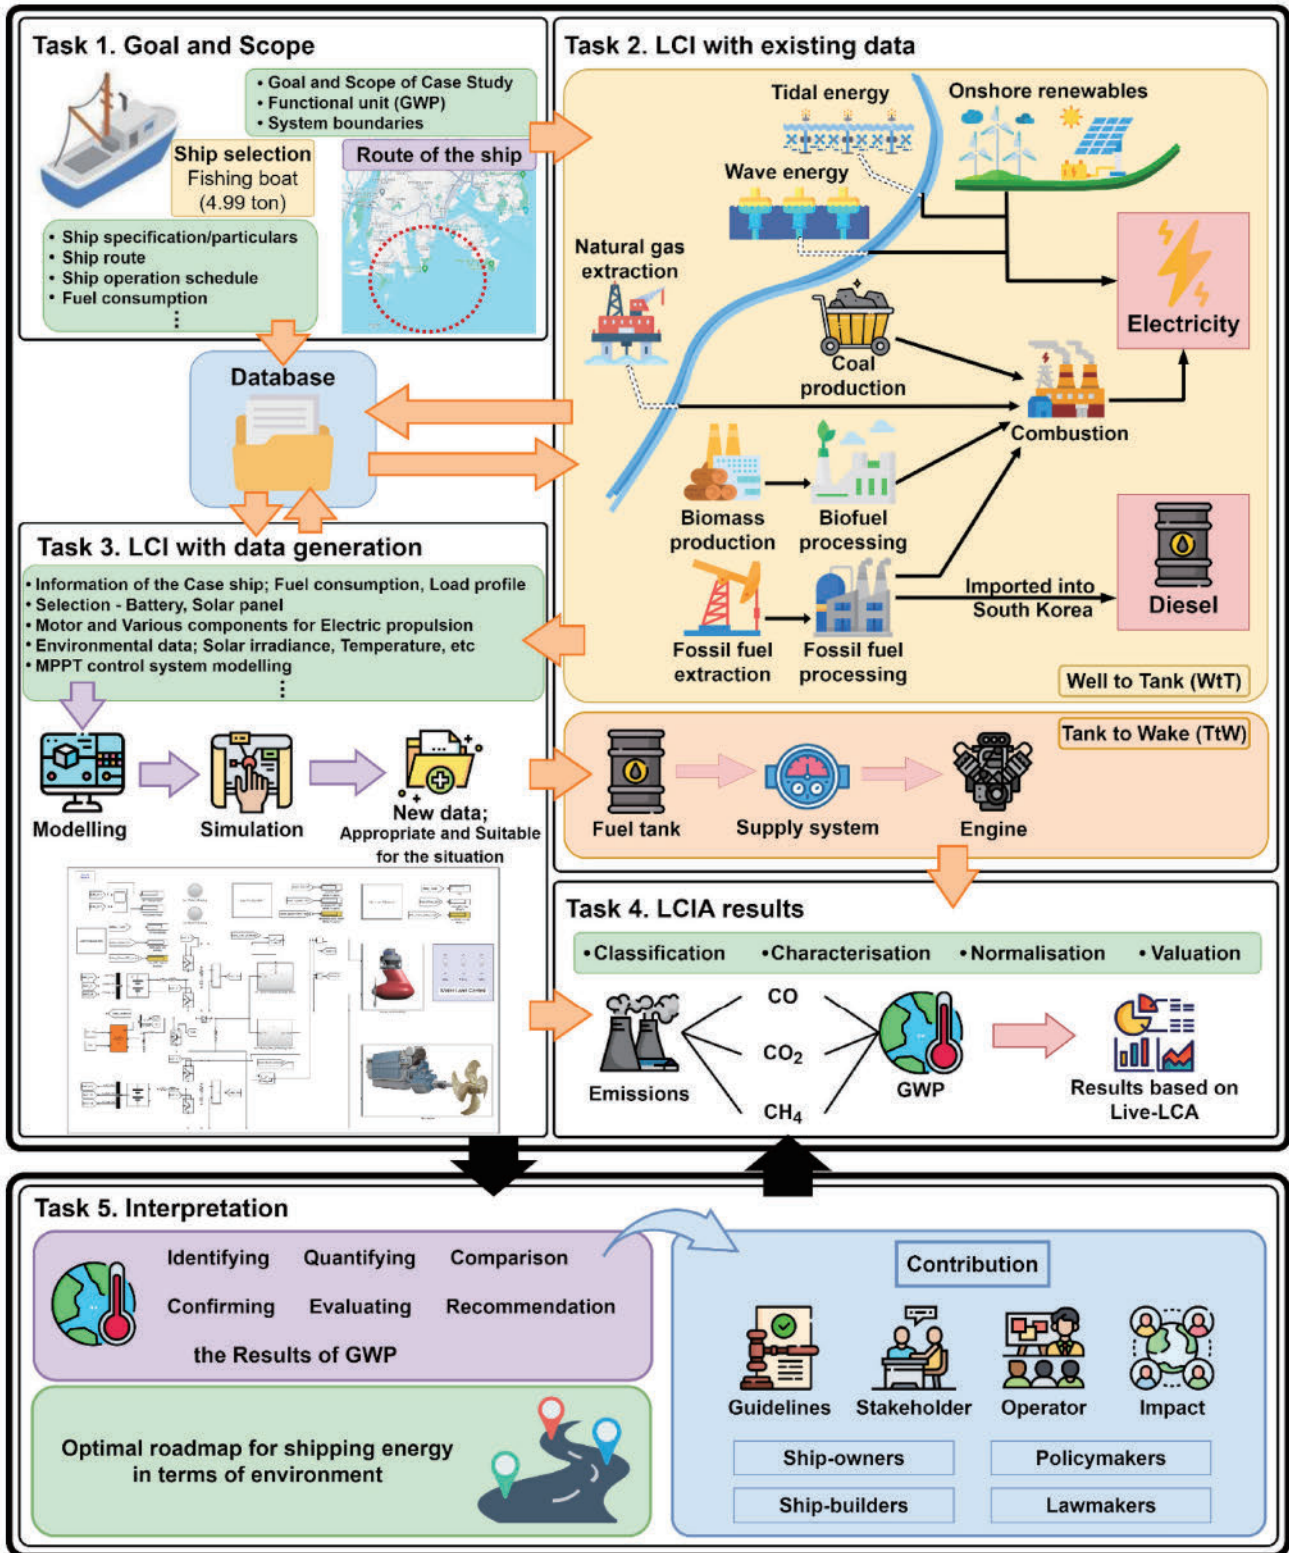 Task 1. Goal and Scope
• Goal and Scope of Case Study
• Functional unit (GWP)
• System boundaries
Ship selection
Fishing boat
(4.99 ton)
Route of the ship
• Ship specification/particulars
• Ship route
• Ship operation schedule
• Fuel consumption
⋮
Database
Task 2. LCI with existing data
Tidal energy
Onshore renewables
Wave energy
Natural gas
extraction
Electricity
Coal
production
Combustion
Biomass
production
Biofuel
processing
Imported into
South Korea
Diesel
Fossil fuel
extraction
Fossil fuel
processing
Well to Tank (WtT)
Tank to Wake (TtW)
Fuel tank
Supply system
Engine
Task 3. LCI with data generation
• Information of the Case ship; Fuel consumption, Load profile
• Selection - Battery, Solar panel
• Motor and Various components for Electric propulsion
• Environmental data; Solar irradiance, Temperature, etc
• MPPT control system modelling
⋮
Modelling
Simulation
New data;
Appropriate and Suitable
for the situation
Task 4. LCIA results
• Classification
• Characterisation
• Normalisation
• Valuation
Emissions
CO
CO2
CH4
GWP
Results based on
Live-LCA
Task 5. Interpretation
Identifying Quantifying Comparison
Confirming Evaluating Recommendation
the Results of GWP
Optimal roadmap for shipping energy
in terms of environment
Contribution
Guidelines
Stakeholder
Operator
Impact
Ship-owners
Policymakers
Ship-builders
Lawmakers